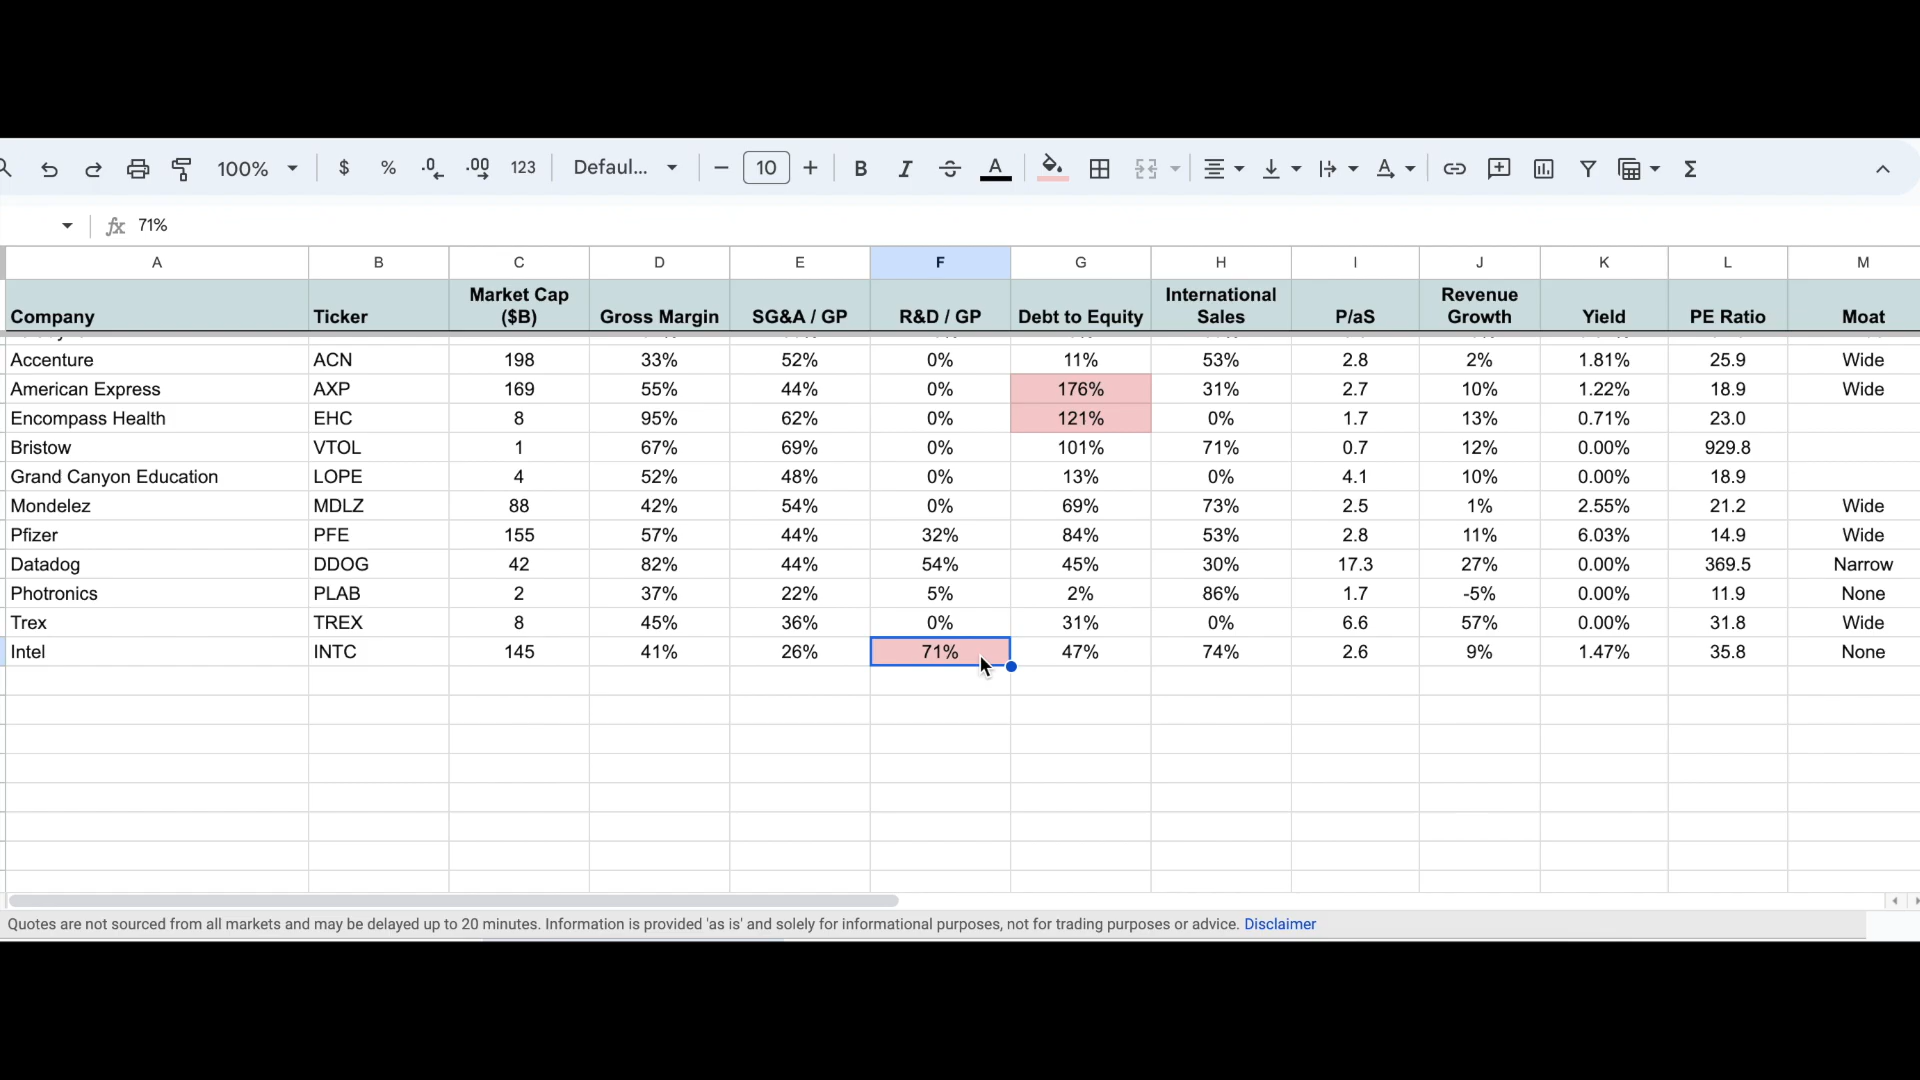 100% $ % .0 .00 123 Defaul... 10 B I A
fx 71%
A B C D E F G H I J K L M
Company Ticker Market Cap ($B) Gross Margin SG&A / GP R&D / GP Debt to Equity International Sales P/aS Revenue Growth Yield PE Ratio Moat
Accenture ACN 198 33% 52% 0% 11% 53% 2.8 2% 1.81% 25.9 Wide
American Express AXP 169 55% 44% 0% 176% 31% 2.7 10% 1.22% 18.9 Wide
Encompass Health EHC 8 95% 62% 0% 121% 0% 1.7 13% 0.71% 23.0
Bristow VTOL 1 67% 69% 0% 101% 71% 0.7 12% 0.00% 929.8
Grand Canyon Education LOPE 4 52% 48% 0% 13% 0% 4.1 10% 0.00% 18.9
Mondelez MDLZ 88 42% 54% 0% 69% 73% 2.5 1% 2.55% 21.2 Wide
Pfizer PFE 155 57% 44% 32% 84% 53% 2.8 11% 6.03% 14.9 Wide
Datadog DDOG 42 82% 44% 54% 45% 30% 17.3 27% 0.00% 369.5 Narrow
Photronics PLAB 2 37% 22% 5% 2% 86% 1.7 -5% 0.00% 11.9 None
Trex TREX 8 45% 36% 0% 31% 0% 6.6 57% 0.00% 31.8 Wide
Intel INTC 145 41% 26% 71% 47% 74% 2.6 9% 1.47% 35.8 None
Quotes are not sourced from all markets and may be delayed up to 20 minutes. Information is provided 'as is' and solely for informational purposes, not for trading purposes or advice. Disclaimer